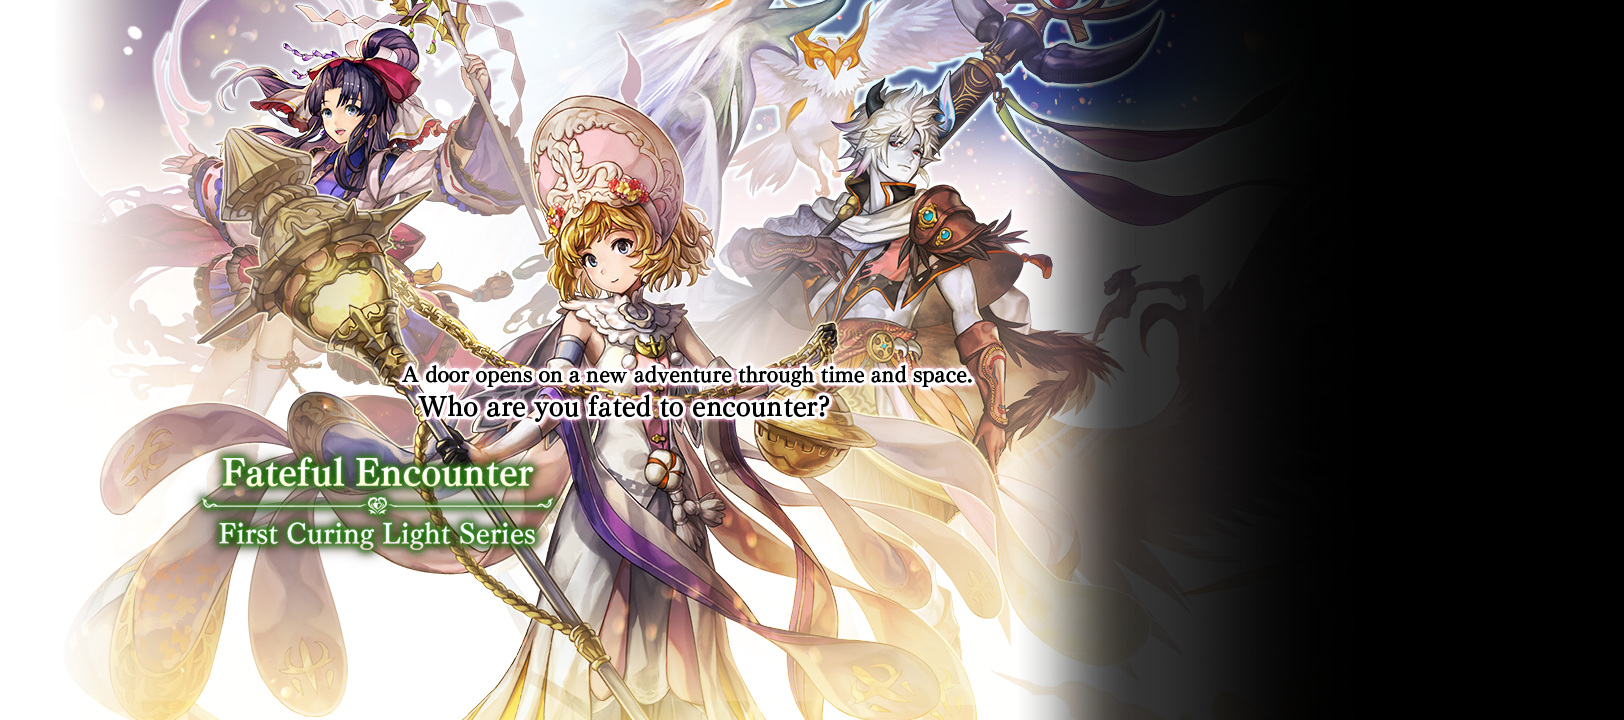 A door opens on a new adventure through time and space.
Who are you fated to encounter?
Fateful Encounter
First Curing Light Series